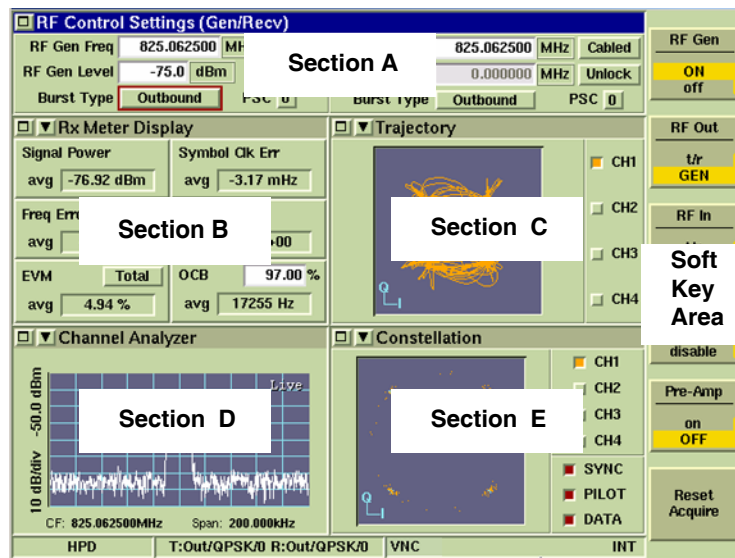 RF Control Settings (Gen/Recv)
RF Gen Freq 825.062500 MH 825.062500 MHz Cabled
RF Gen Level -75.0 dBm 0.000000 MHz Unlock
Burst Type Outbound PSC 0 Burst Type Outbound PSC 0
Section A
Rx Meter Display
Signal Power Symbol Clk Err
avg -76.92 dBm avg -3.17 mHz
Freq Erro
avg +00
EVM Total OCB 97.00 %
avg 4.94 % avg 17255 Hz
Section B
Trajectory
CH1
CH2
CH3
CH4
Q
I
Section C
Channel Analyzer
Live
-50.0 dBm
10 dB/div
CF: 825.062500MHz Span: 200.000kHz
Section D
Constellation
CH1
CH2
CH3
CH4
SYNC
PILOT
DATA
Q
I
Section E
RF Gen
ON
off
RF Out
t/r
GEN
RF In
Soft
Key
Area
disable
Pre-Amp
on
OFF
Reset
Acquire
HPD T:Out/QPSK/0 R:Out/QPSK/0 VNC INT